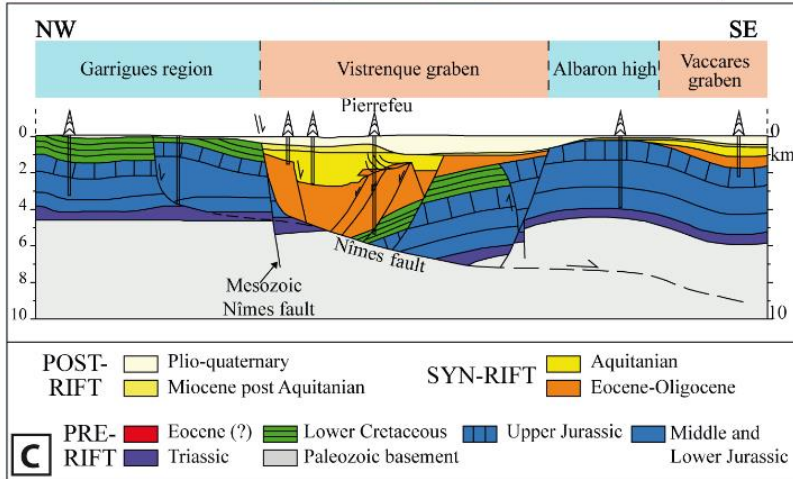 NW SE
Garrigues region Vistrenque graben Albaron high Vaccares graben
Pierrefeu
0 0
km
2
4
6
8
10 10
Nîmes fault
Mesozoic
Nîmes fault
POST-RIFT Plio-quaternary
Miocene post Aquitanian
SYN-RIFT Aquitanian
Eocene-Oligocene
PRE-RIFT Eocene (?) Lower Cretaceous Upper Jurassic Middle and Lower Jurassic
Triassic Paleozoic basement
C